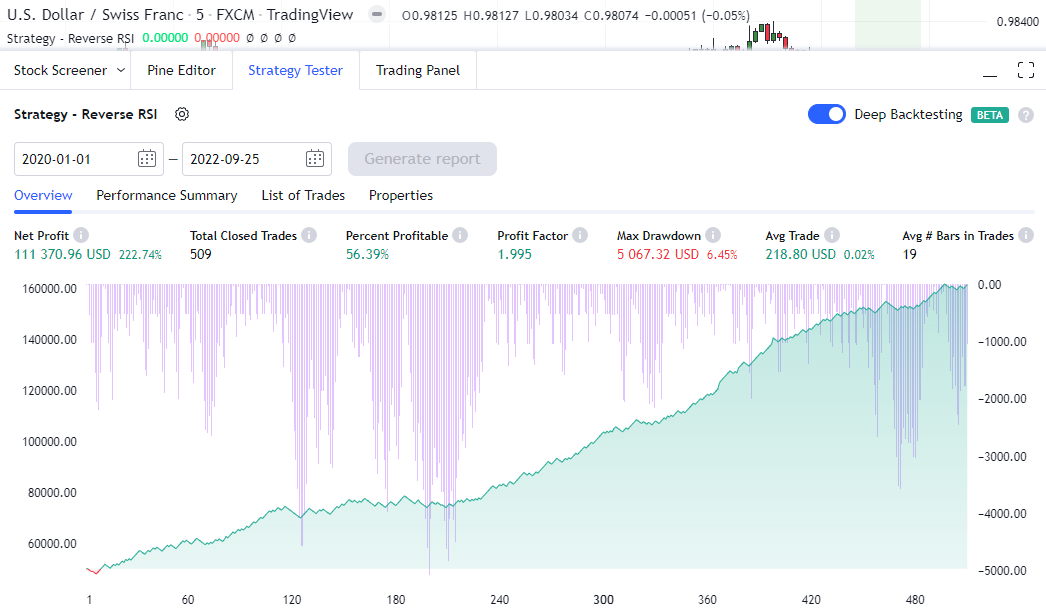 U.S. Dollar / Swiss Franc · 5 · FXCM · TradingView O0.98125 H0.98127 L0.98034 C0.98074 −0.00051 (−0.05%)
0.98400
Strategy - Reverse RSI 0.00000 0.00000 Ø Ø Ø Ø
Stock Screener Pine Editor Strategy Tester Trading Panel
Strategy - Reverse RSI Deep Backtesting BETA ?
2020-01-01 — 2022-09-25 Generate report
Overview Performance Summary List of Trades Properties
Net Profit Total Closed Trades Percent Profitable Profit Factor Max Drawdown Avg Trade Avg # Bars in Trades
111 370.96 USD 222.74% 509 56.39% 1.995 5 067.32 USD 6.45% 218.80 USD 0.02% 19
160000.00 0.00
140000.00 −1000.00
120000.00 −2000.00
100000.00 −3000.00
80000.00 −4000.00
60000.00 −5000.00
1 60 120 180 240 300 360 420 480